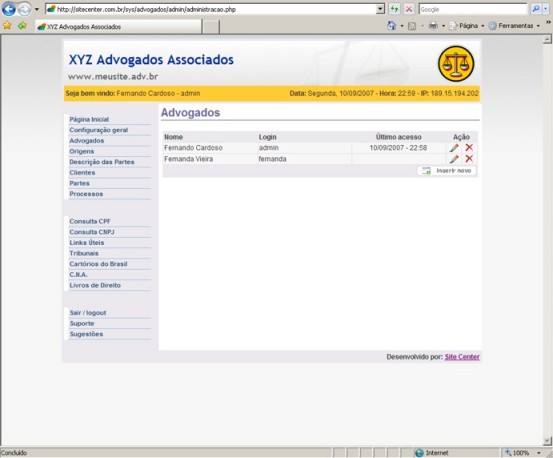 http://sitecenter.com.br/sys/advogados/admin/administracao.php
Google
XYZ Advogados Associados
Página
Ferramentas
XYZ Advogados Associados
www.meusite.adv.br
Seja bem vindo: Fernando Cardoso - admin
Data: Segunda, 10/09/2007 - Hora: 22:59 - IP: 189.15.194.202
Página Inicial
Configuração geral
Advogados
Origens
Descrição das Partes
Clientes
Partes
Processos
Consulta CPF
Consulta CNPJ
Links Úteis
Tribunais
Cartórios do Brasil
C.N.A.
Livros de Direito
Sair / logout
Suporte
Sugestões
Advogados
Nome Login Último acesso Ação
Fernando Cardoso admin 10/09/2007 - 22:58
Fernanda Vieira fernanda
Inserir novo
Desenvolvido por: Site Center
Concluído
Internet
100%